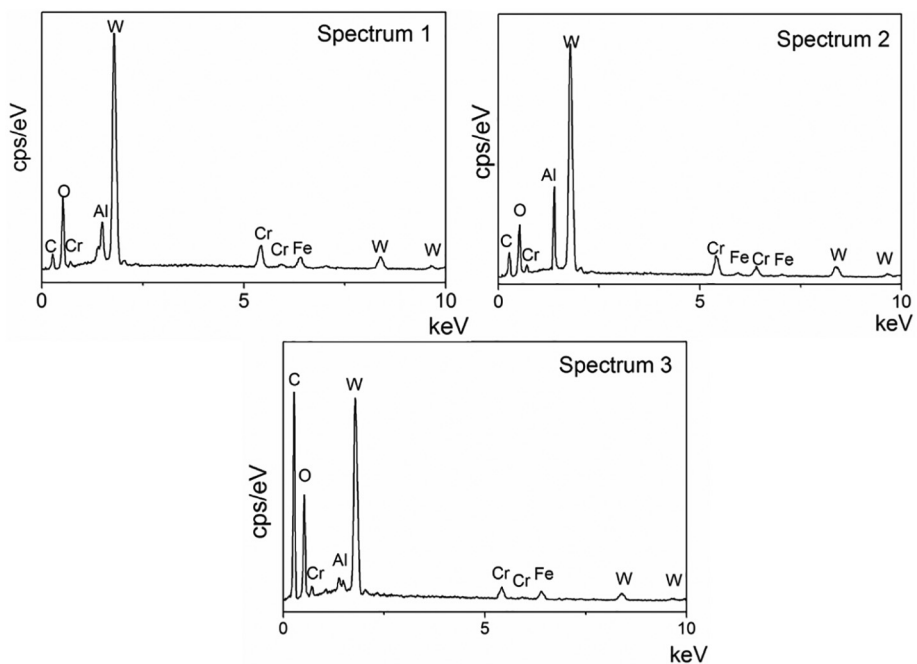 Spectrum 1
W
O
Al
C
Cr
Cr
Cr
Fe
W
W
cps/eV
0
5
10
keV
Spectrum 2
W
Al
O
C
Cr
Cr
Fe
Cr
Fe
W
W
cps/eV
0
5
10
keV
Spectrum 3
C
W
O
Al
Cr
Cr
Cr
Fe
W
W
cps/eV
0
5
10
keV